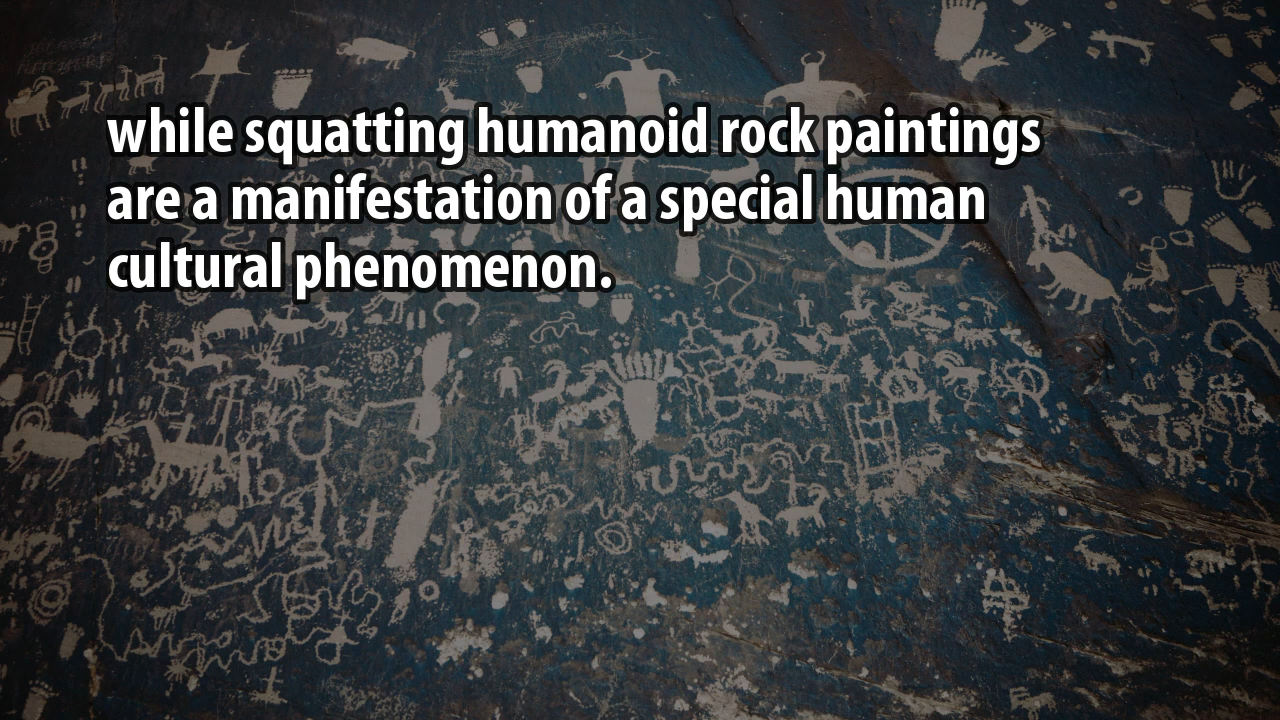 while squatting humanoid rock paintings
are a manifestation of a special human
cultural phenomenon.